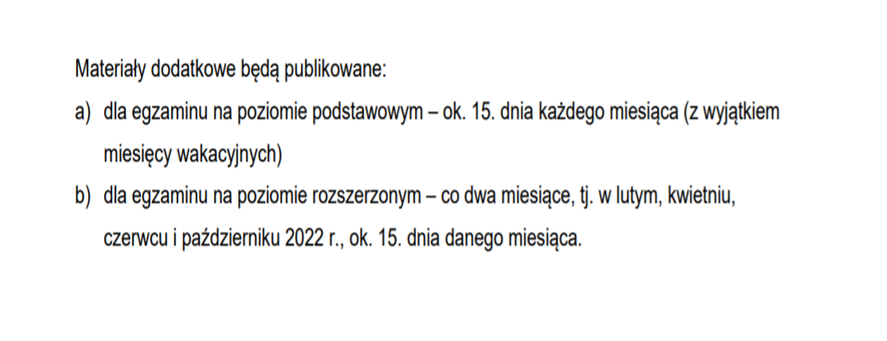 Materiały dodatkowe będą publikowane:
a) dla egzaminu na poziomie podstawowym – ok. 15. dnia każdego miesiąca (z wyjątkiem
miesięcy wakacyjnych)
b) dla egzaminu na poziomie rozszerzonym – co dwa miesiące, tj. w lutym, kwietniu,
czerwcu i październiku 2022 r., ok. 15. dnia danego miesiąca.